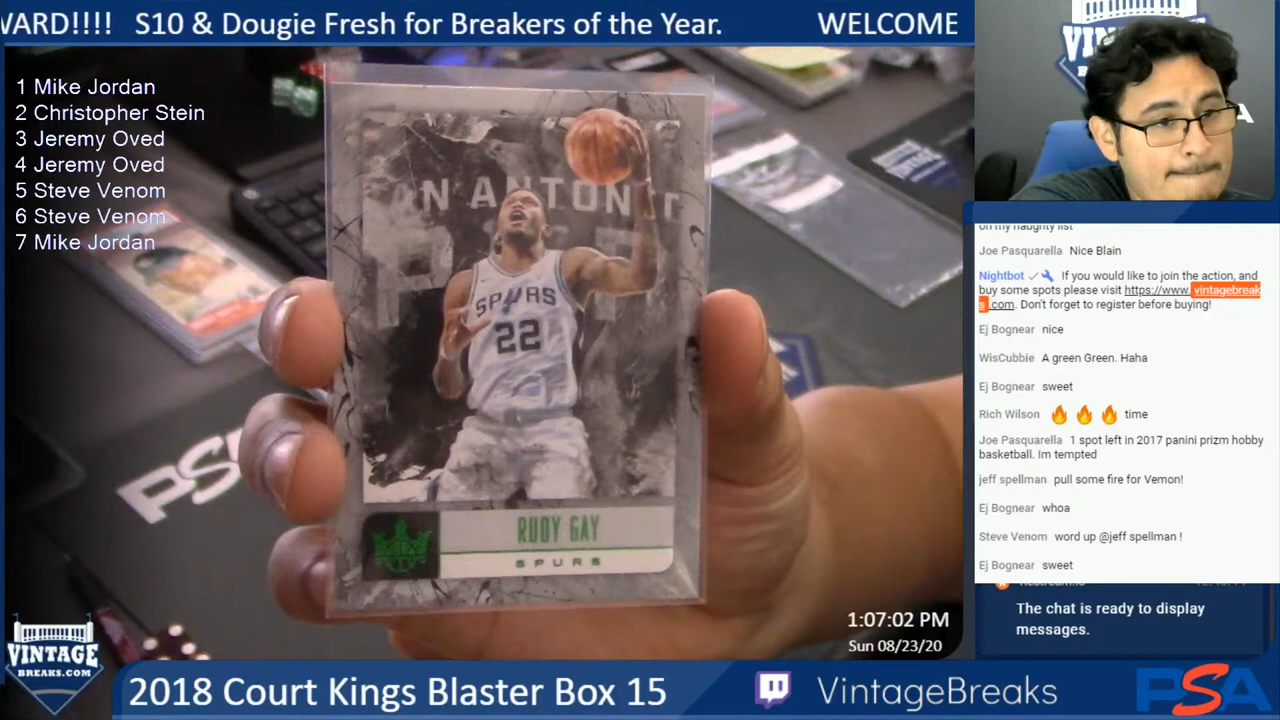 WARD!!!!   S10 & Dougie Fresh for Breakers of the Year.
WELCOME
1 Mike Jordan
2 Christopher Stein
3 Jeremy Oved
4 Jeremy Oved
5 Steve Venom
6 Steve Venom
7 Mike Jordan
AN ANTON
SPURS
22
RUDY GAY
SPURS
PSA
1:07:02 PM
Sun 08/23/20
VINTAGE
BREAKS.COM
2018 Court Kings Blaster Box 15
VintageBreaks
PSA
on my naughty list
Joe Pasquarella Nice Blain
Nightbot If you would like to join the action, and
buy some spots please visit https://www.vintagebreak
s.com. Don't forget to register before buying!
Ej Bognear nice
WisCubbie A green Green. Haha
Ej Bognear sweet
Rich Wilson 🔥 🔥 🔥 time
Joe Pasquarella 1 spot left in 2017 panini prizm hobby
basketball. Im tempted
jeff spellman pull some fire for Vemon!
Ej Bognear whoa
Steve Venom word up @jeff spellman !
Ej Bognear sweet
The chat is ready to display
messages.